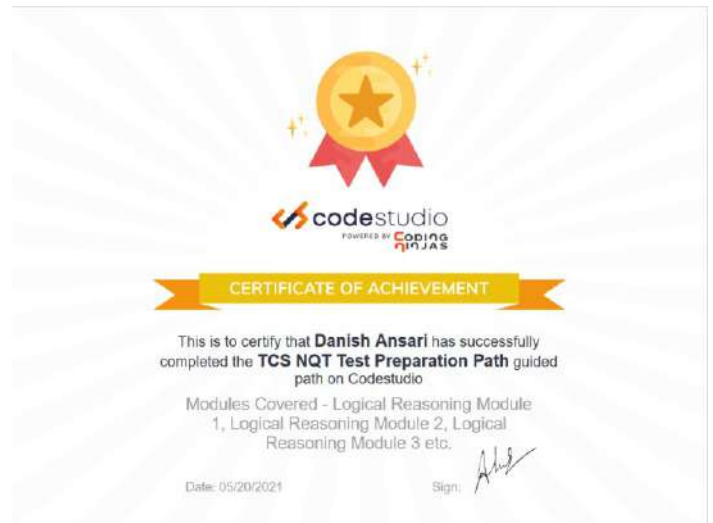 codestudio
POWERED BY CODING NINJAS
CERTIFICATE OF ACHIEVEMENT
This is to certify that Danish Ansari has successfully
completed the TCS NQT Test Preparation Path guided
path on Codestudio
Modules Covered - Logical Reasoning Module
1, Logical Reasoning Module 2, Logical
Reasoning Module 3 etc.
Date: 05/20/2021 Sign: